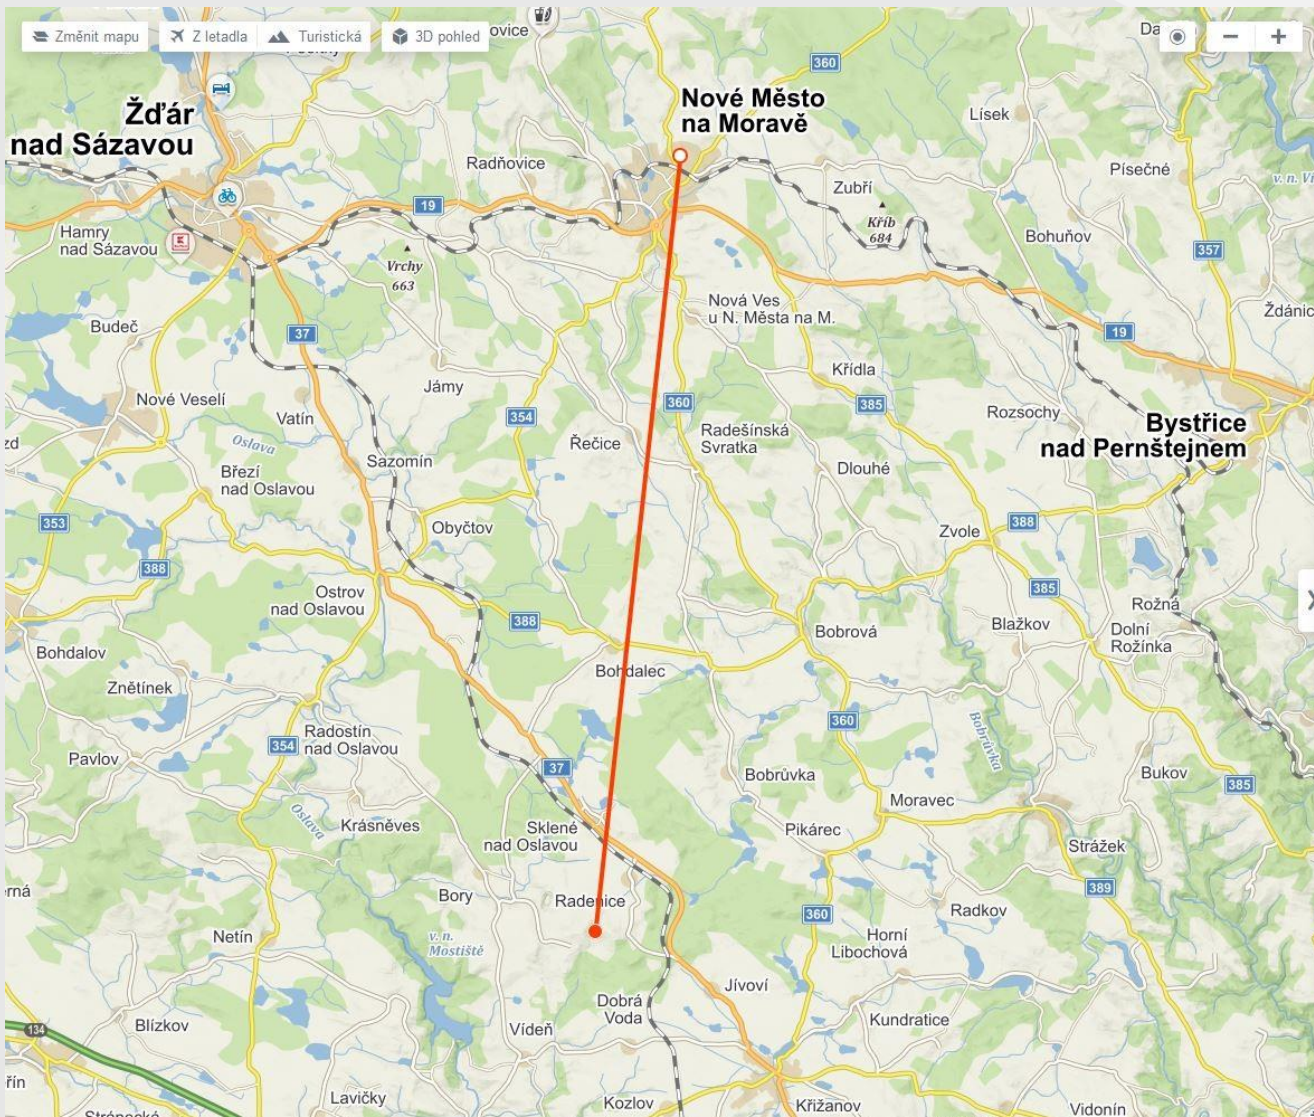 Změnit mapu
Z letadla
Turistická
3D pohled
ovice
360
Žďár
nad Sázavou
Nové Město
na Moravě
Lísek
Radňovice
Zubří
Písečné
19
Hamry
nad Sázavou
Kříb
684
Bohuňov
357
Vrchy
663
Nová Ves
u N. Města na M.
Budeč
37
19
Křídla
Jámy
Nové Veselí
Vatín
354
360
385
Rozsochy
Bystřice
nad Pernštejnem
Řečice
Radešínská
Svratka
Oslava
Sazomín
Dlouhé
Březí
nad Oslavou
353
Obyčtov
Zvole
388
388
Ostrov
nad Oslavou
385
Rožná
388
Bobrová
Blažkov
Dolní
Rožínka
Bohdalov
Bohdalec
Znětínek
Radostín
nad Oslavou
360
354
Bobrůvka
Pavlov
37
Bobrůvka
Bukov
385
Moravec
Oslava
Krásněves
Sklené
nad Oslavou
Pikárec
Strážek
389
Bory
Radenice
Radkov
360
Netín
v. n.
Mostiště
Horní
Libochová
Jívoví
Dobrá
Voda
134
Blízkov
Vídeň
Kundratice
Lavičky
Kozlov
Křižanov
Vidonín